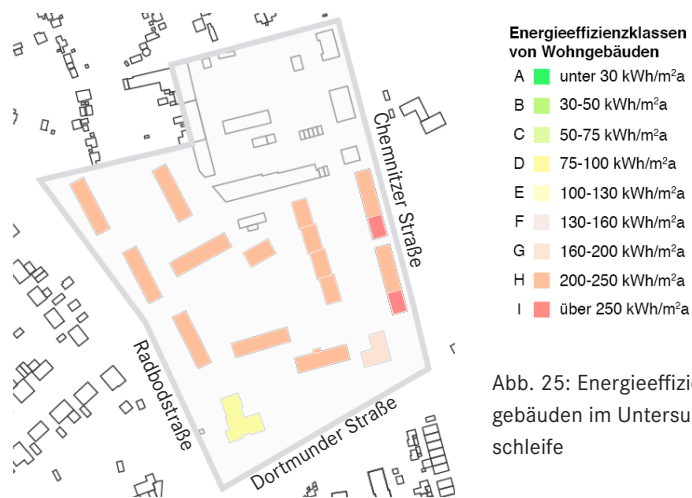 Chemnitzer Straße
Radbodstraße
Dortmunder Straße
Energieeffizienzklassen
von Wohngebäuden
A unter 30 kWh/m²a
B 30-50 kWh/m²a
C 50-75 kWh/m²a
D 75-100 kWh/m²a
E 100-130 kWh/m²a
F 130-160 kWh/m²a
G 160-200 kWh/m²a
H 200-250 kWh/m²a
I über 250 kWh/m²a
Abb. 25: Energieeffizie
gebäuden im Untersu
schleife